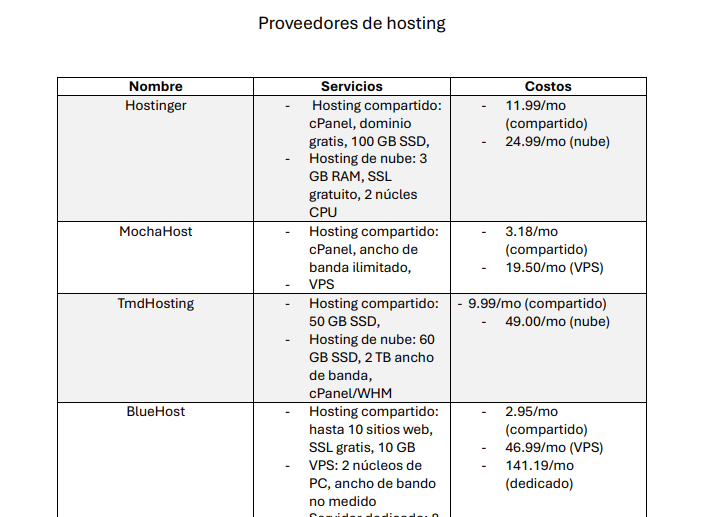 Proveedores de hosting
Nombre
Servicios
Costos
Hostinger
- Hosting compartido:
cPanel, dominio
gratis, 100 GB SSD,
- Hosting de nube: 3
GB RAM, SSL
gratuito, 2 núcles
CPU
- 11.99/mo
(compartido)
- 24.99/mo (nube)
MochaHost
- Hosting compartido:
cPanel, ancho de
banda ilimitado,
- VPS
- 3.18/mo
(compartido)
- 19.50/mo (VPS)
TmdHosting
- Hosting compartido:
50 GB SSD,
- Hosting de nube: 60
GB SSD, 2 TB ancho
de banda,
cPanel/WHM
- 9.99/mo (compartido)
- 49.00/mo (nube)
BlueHost
- Hosting compartido:
hasta 10 sitios web,
SSL gratis, 10 GB
- VPS: 2 núcleos de
PC, ancho de bando
no medido
- Servidor dedicado: 8
- 2.95/mo
(compartido)
- 46.99/mo (VPS)
- 141.19/mo
(dedicado)